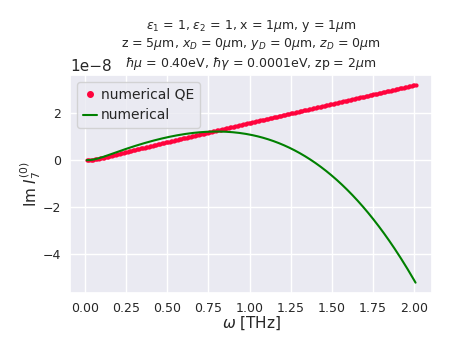 ε₁ = 1, ε₂ = 1, x = 1μm, y = 1μm
z = 5μm, x_D = 0μm, y_D = 0μm, z_D = 0μm
ℏμ = 0.40eV, ℏγ = 0.0001eV, zp = 2μm
1e−8
numerical QE
numerical
2
0
−2
−4
Im I₇⁽⁰⁾
0.00 0.25 0.50 0.75 1.00 1.25 1.50 1.75 2.00
ω [THz]